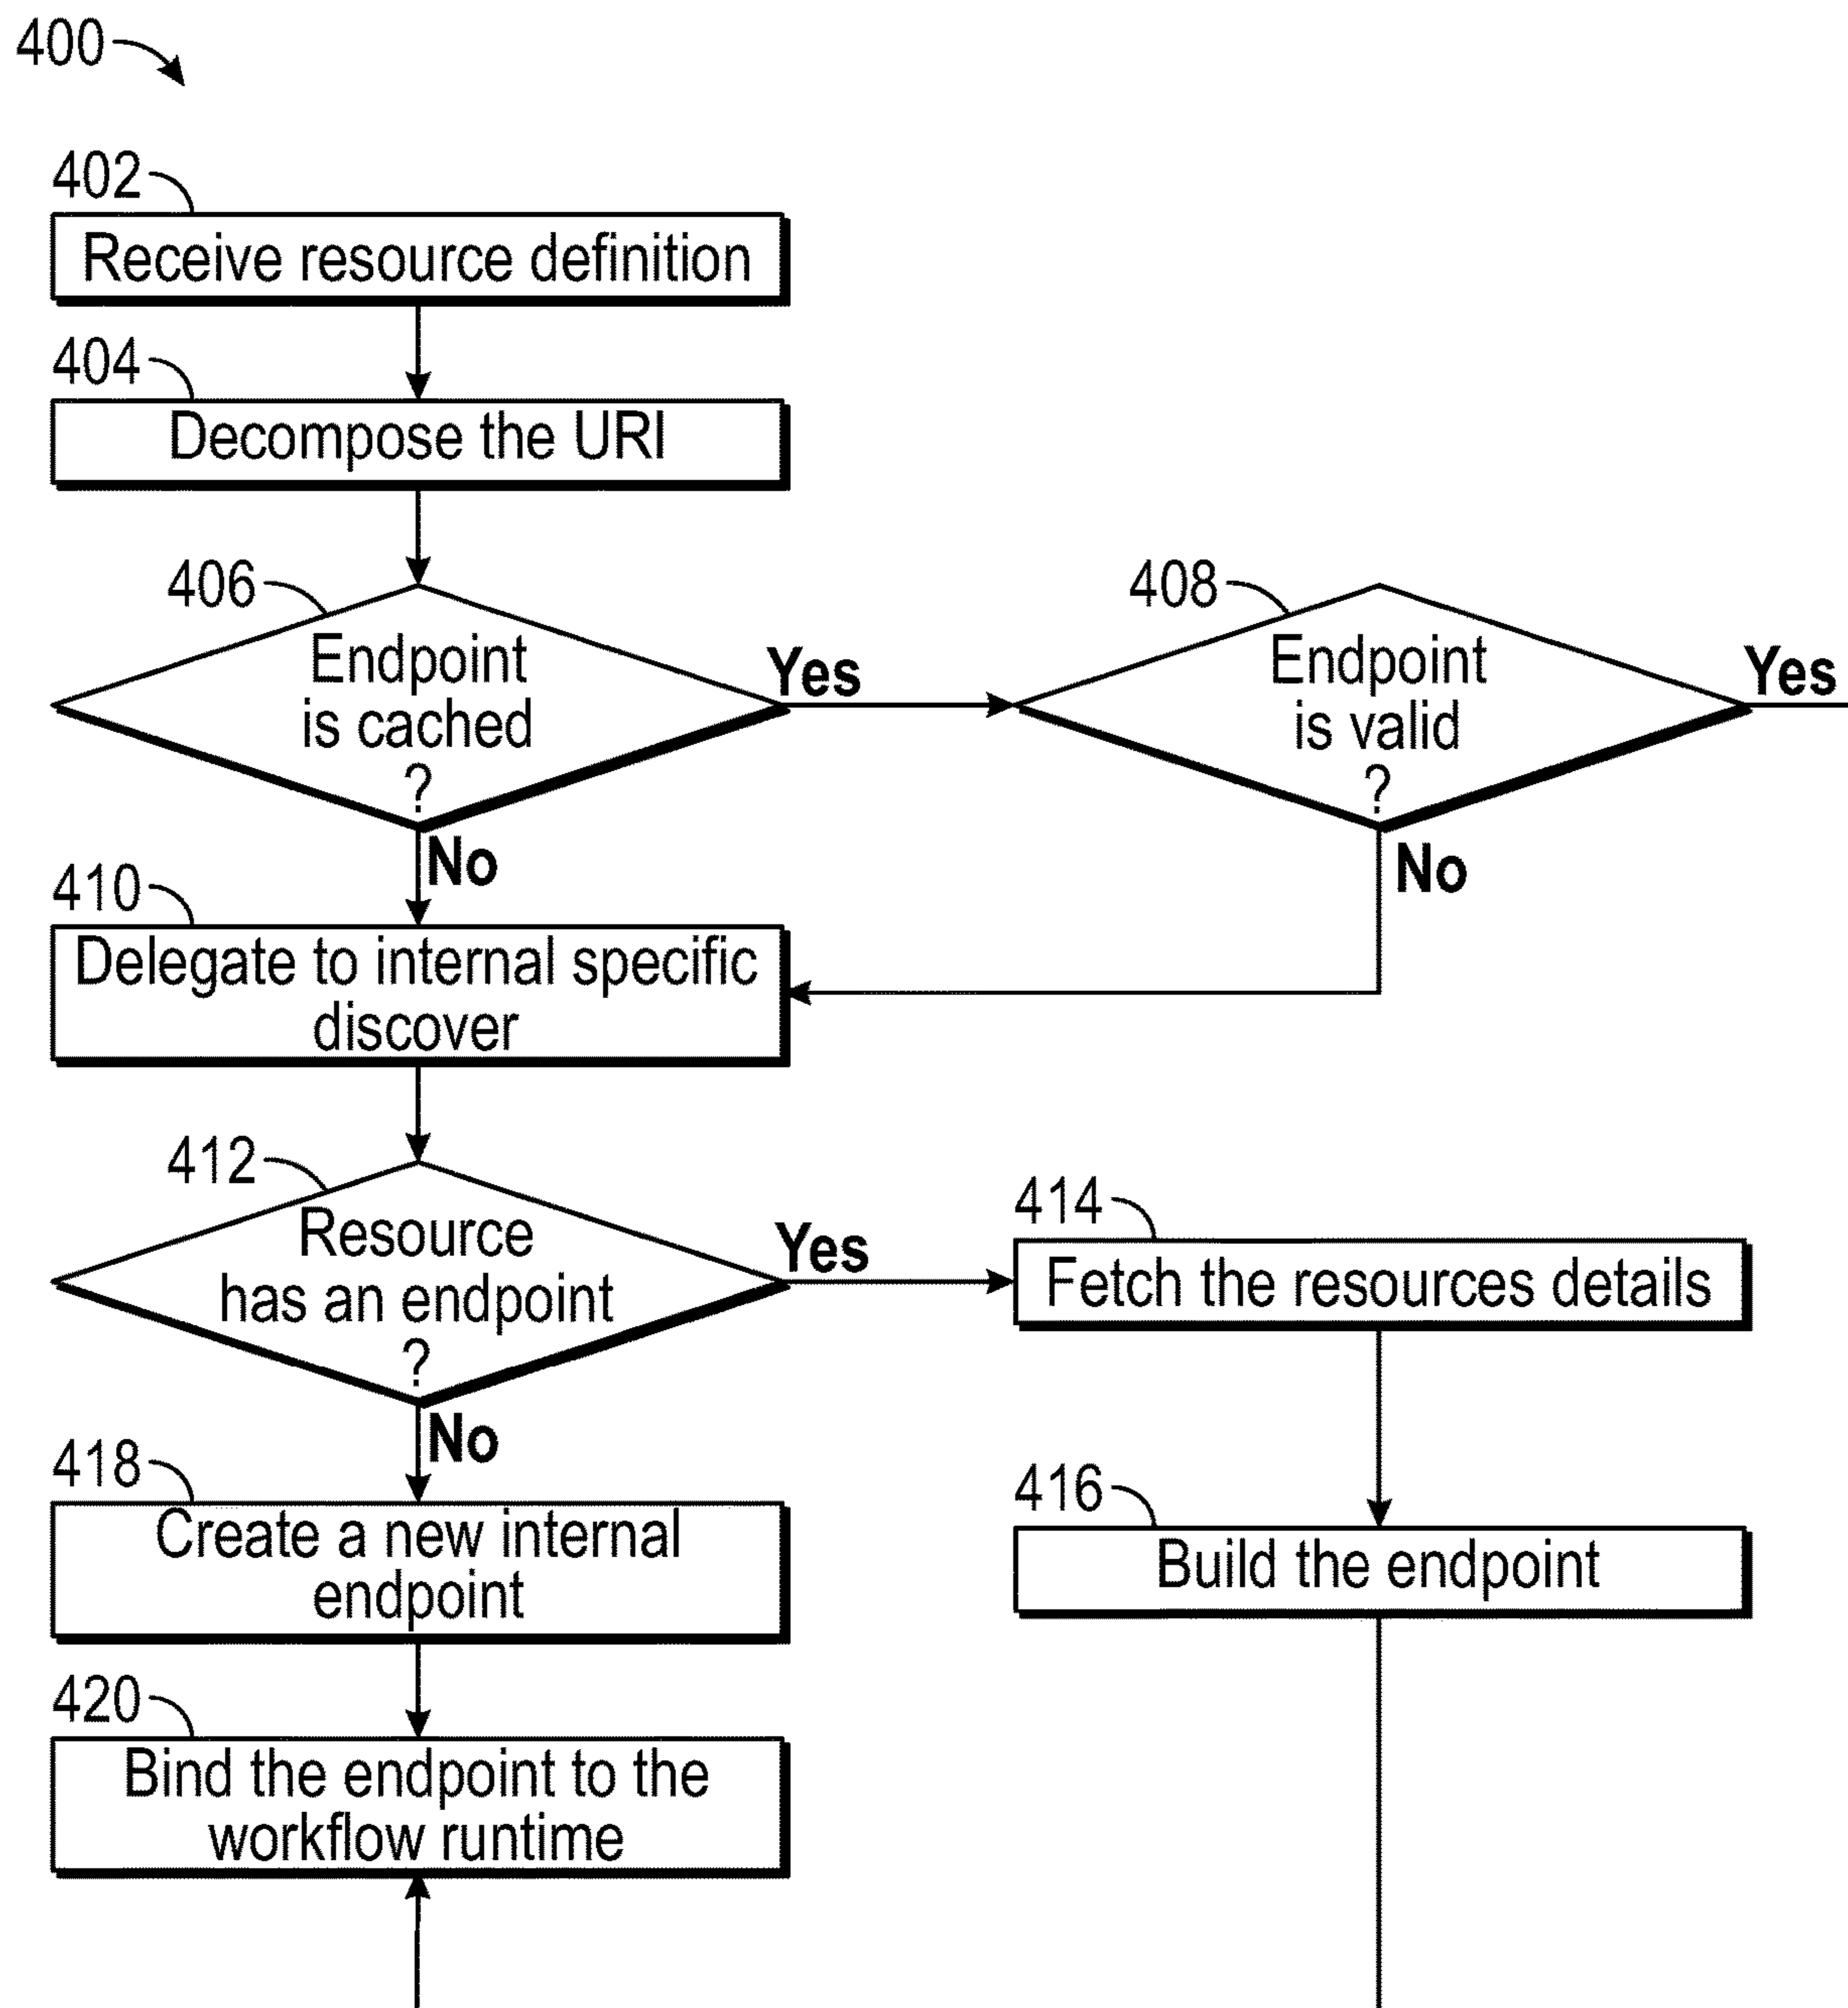 400
402
Receive resource definition
404
Decompose the URI
406
Endpoint
is cached
?
Yes
No
408
Endpoint
is valid
?
Yes
No
410
Delegate to internal specific
discover
412
Resource
has an endpoint
?
Yes
No
414
Fetch the resources details
416
Build the endpoint
418
Create a new internal
endpoint
420
Bind the endpoint to the
workflow runtime